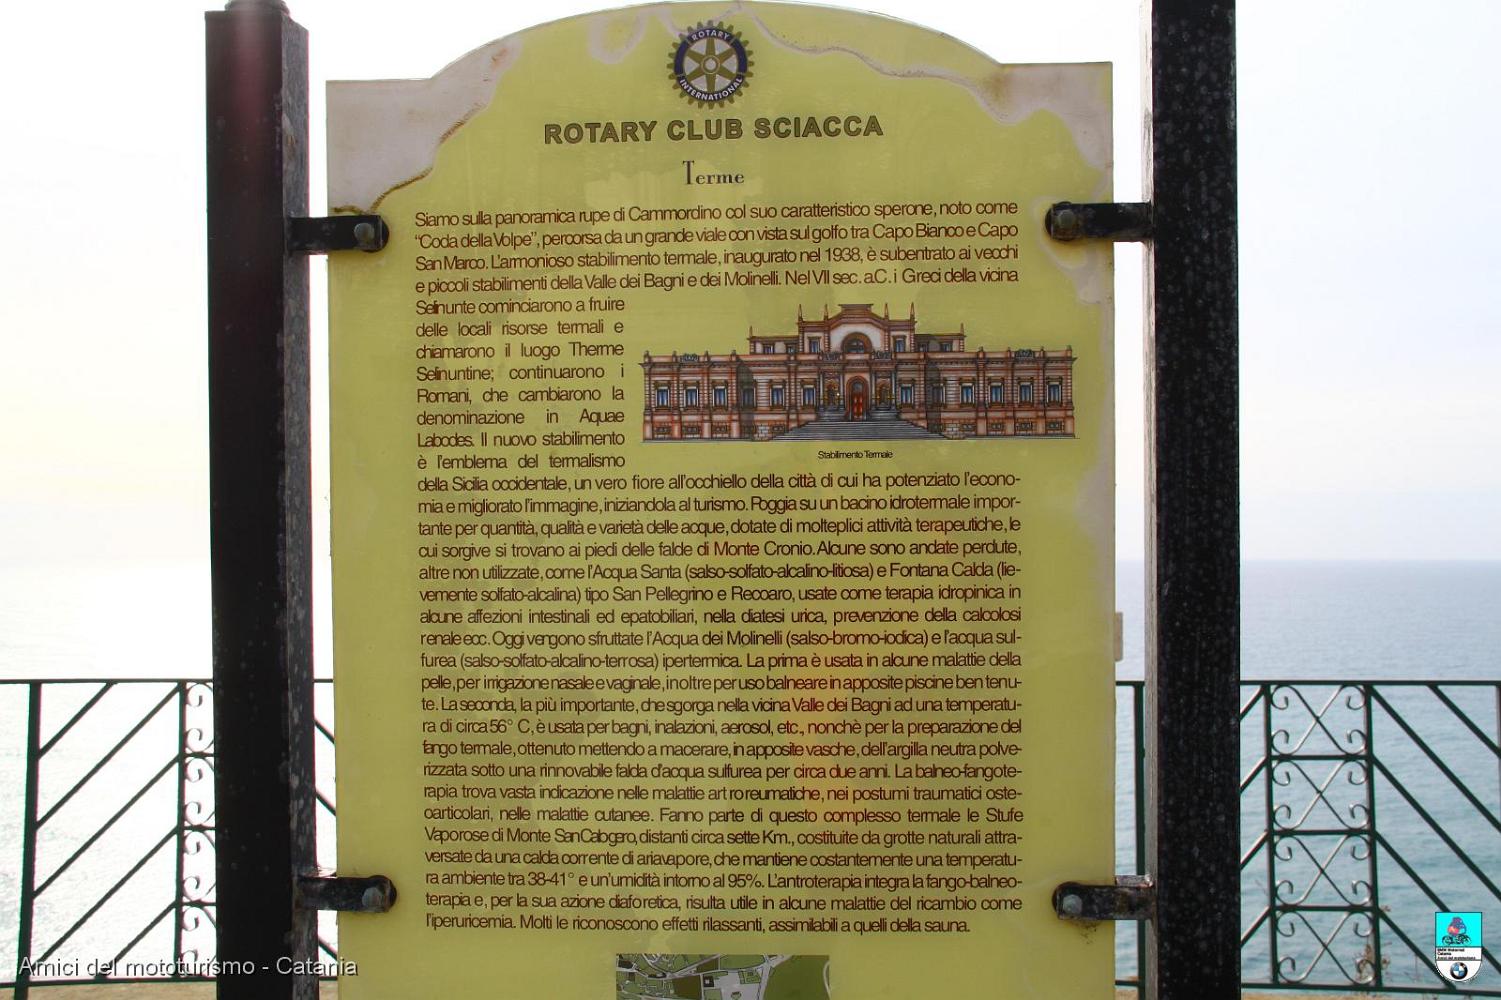 ROTARY
INTERNATIONAL
ROTARY CLUB SCIACCA
Terme
Siamo sulla panoramica rupe di Cammordino col suo caratteristico sperone, noto come
“Coda della Volpe”, percorsa da un grande viale con vista sul golfo tra Capo Bianco e Capo
San Marco. L'armonioso stabilimento termale, inaugurato nel 1938, è subentrato ai vecchi
e piccoli stabilimenti della Valle dei Bagni e dei Molinelli. Nel VII sec. a.C. i Greci della vicina
Selinunte cominciarono a fruire
delle locali risorse termali e
chiamarono il luogo Therme
Selinuntine; continuarono i
Romani, che cambiarono la
denominazione in Aquae
Labodes. Il nuovo stabilimento
è l'emblema del termalismo
Stabilimento Termale
della Sicilia occidentale, un vero fiore all'occhiello della città di cui ha potenziato l'econo-
mia e migliorato l'immagine, iniziandola al turismo. Poggia su un bacino idrotermale impor-
tante per quantità, qualità e varietà delle acque, dotate di molteplici attività terapeutiche, le
cui sorgive si trovano ai piedi delle falde di Monte Cronio. Alcune sono andate perdute,
altre non utilizzate, come l'Acqua Santa (salso-solfato-alcalino-litiosa) e Fontana Calda (lie-
vemente solfato-alcalina) tipo San Pellegrino e Recoaro, usate come terapia idropinica in
alcune affezioni intestinali ed epatobiliari, nella diatesi urica, prevenzione della calcolosi
renale ecc. Oggi vengono sfruttate l'Acqua dei Molinelli (salso-bromo-iodica) e l'acqua sul-
furea (salso-solfato-alcalino-terrosa) ipertermica. La prima è usata in alcune malattie della
pelle, per irrigazione nasale e vaginale, inoltre per uso balneare in apposite piscine ben tenu-
te. La seconda, la più importante, che sgorga nella vicina Valle dei Bagni ad una temperatu-
ra di circa 56° C, è usata per bagni, inalazioni, aerosol, etc., nonchè per la preparazione del
fango termale, ottenuto mettendo a macerare, in apposite vasche, dell'argilla neutra polve-
rizzata sotto una rinnovabile falda d'acqua sulfurea per circa due anni. La balneo-fangote-
rapia trova vasta indicazione nelle malattie art roreumatiche, nei postumi traumatici oste-
oarticolari, nelle malattie cutanee. Fanno parte di questo complesso termale le Stufe
Vaporose di Monte San Calogero, distanti circa sette Km., costituite da grotte naturali attra-
versate da una calda corrente di aria vapore, che mantiene costantemente una temperatu-
ra ambiente tra 38-41° e un'umidità intorno al 95%. L'antroterapia integra la fango-balneo-
terapia e, per la sua azione diaforetica, risulta utile in alcune malattie del ricambio come
l'iperuricemia. Molti le riconoscono effetti rilassanti, assimilabili a quelli della sauna.
Amici del mototurismo - Catania